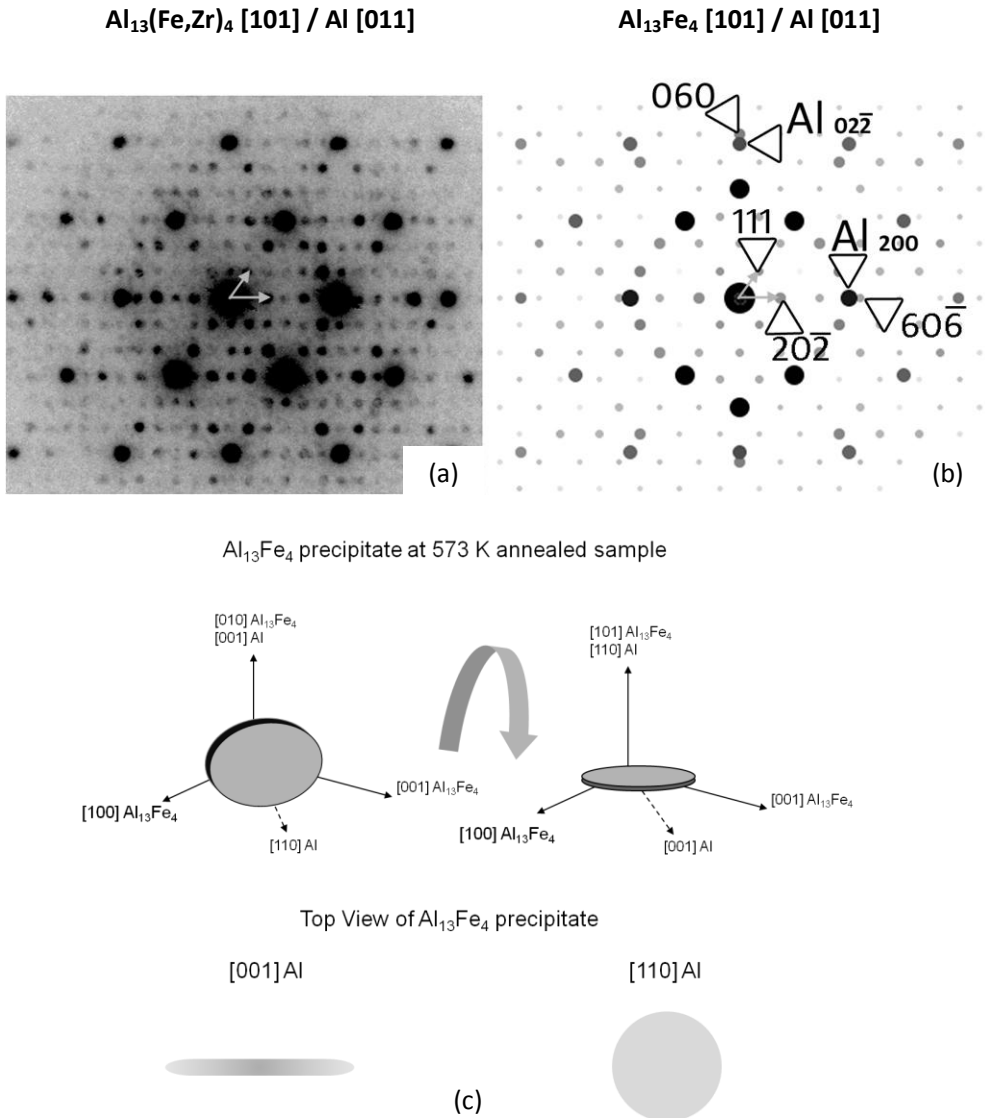 Al₁₃(Fe,Zr)₄ [101] / Al [011]
Al₁₃Fe₄ [101] / Al [011]
060
Al 022̅
111
Al 200
202̅
606̅
(a)
(b)
Al₁₃Fe₄ precipitate at 573 K annealed sample
[010] Al₁₃Fe₄
[001] Al
[100] Al₁₃Fe₄
[001] Al₁₃Fe₄
[110] Al
[101] Al₁₃Fe₄
[110] Al
[100] Al₁₃Fe₄
[001] Al₁₃Fe₄
[001] Al
Top View of Al₁₃Fe₄ precipitate
[001] Al
[110] Al
(c)